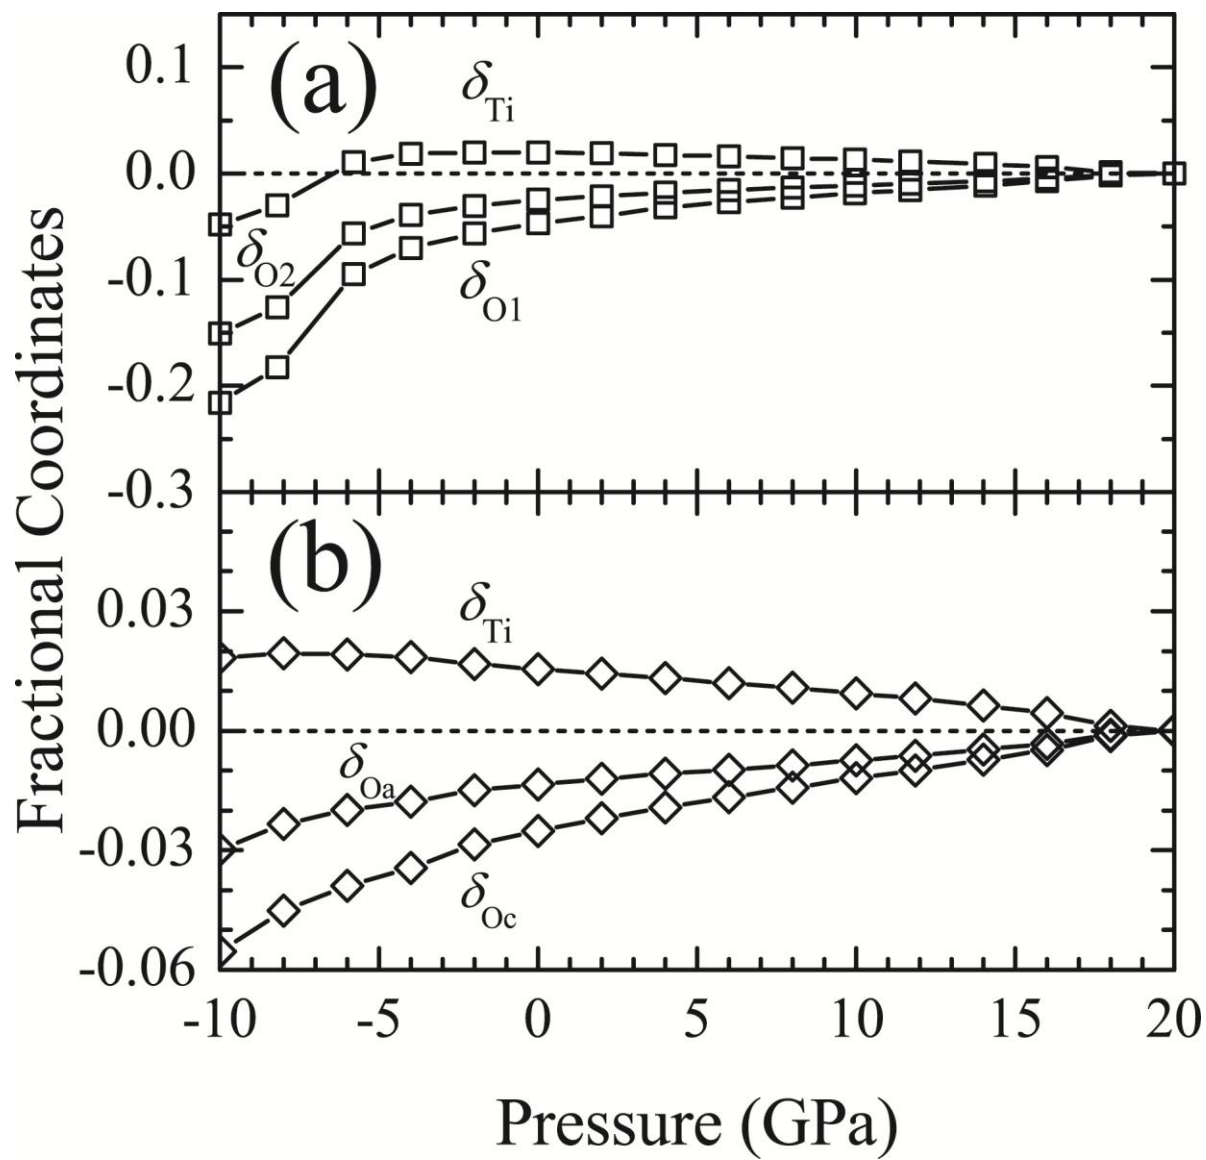 Fractional Coordinates
(a)
0.1
0.0
-0.1
-0.2
-0.3
δTi
δO2
δO1
(b)
0.03
0.00
-0.03
-0.06
δTi
δOa
δOc
-10 -5 0 5 10 15 20
Pressure (GPa)